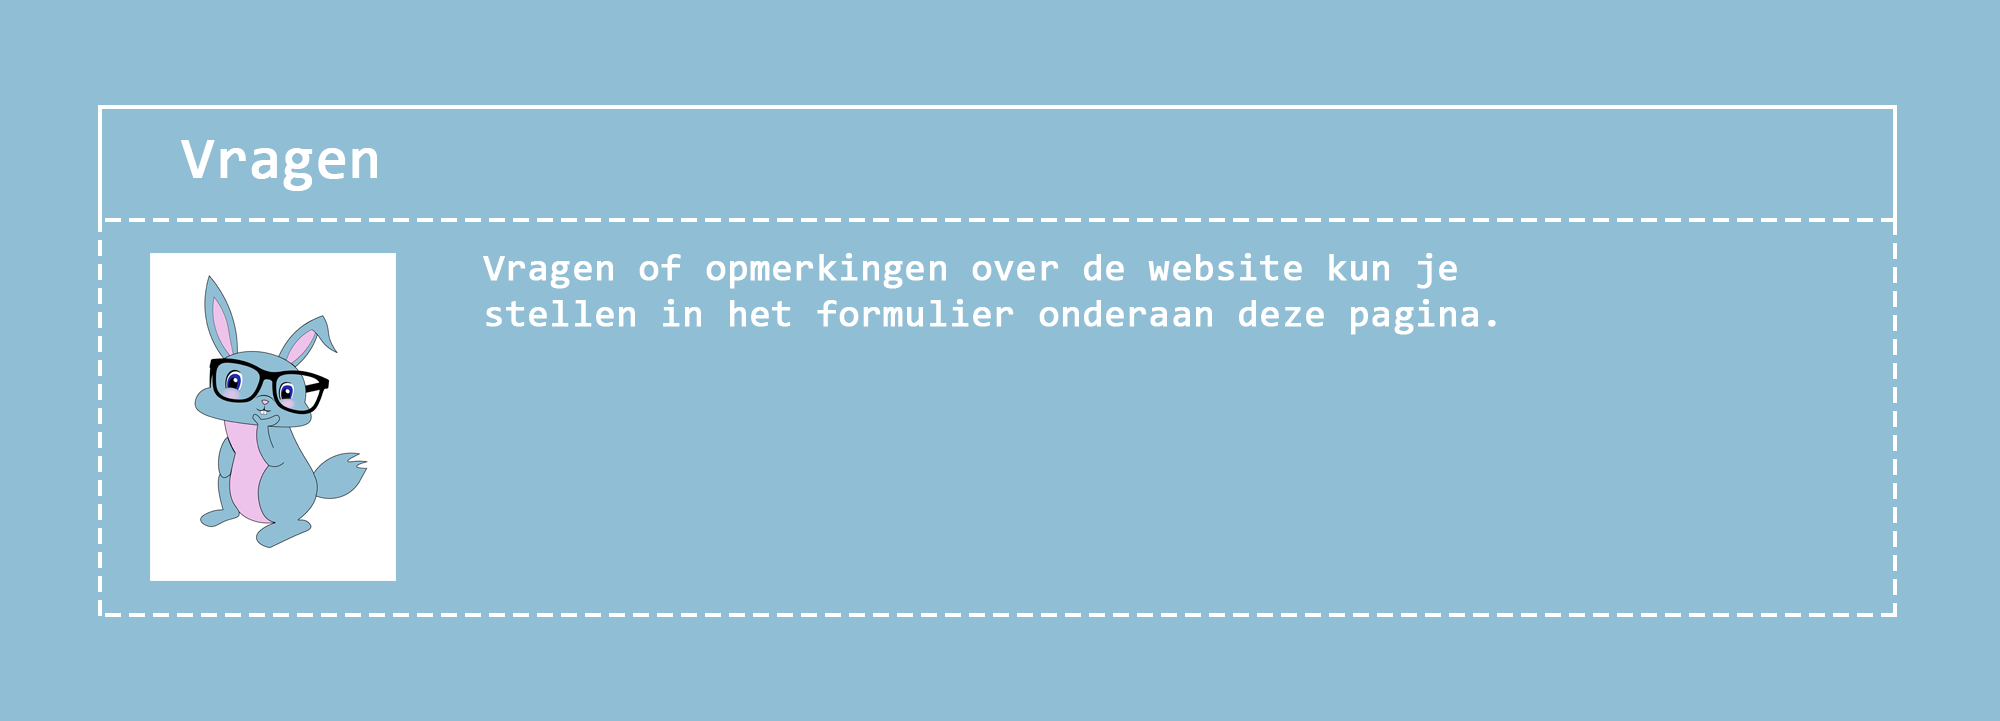 Vragen
Vragen of opmerkingen over de website kun je
stellen in het formulier onderaan deze pagina.